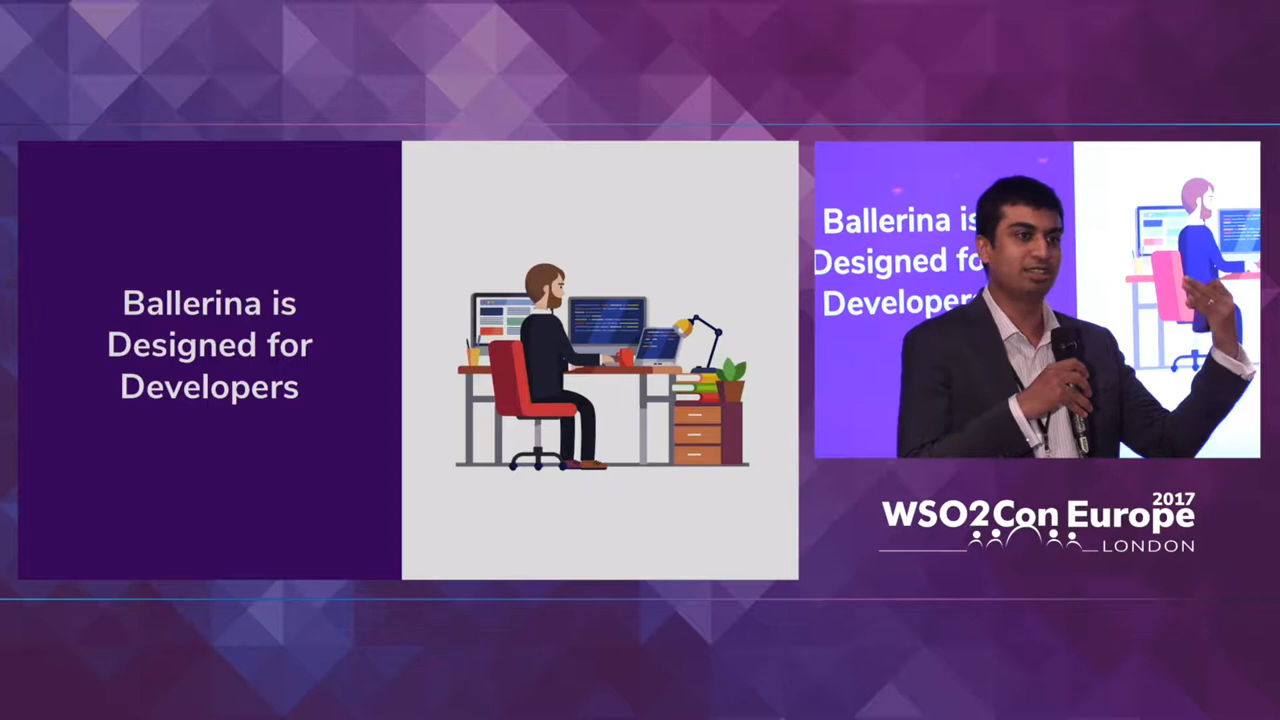 Ballerina is
Designed for
Developers
Ballerina is
Designed fo
Developer
2017
WSO2Con Europe
LONDON